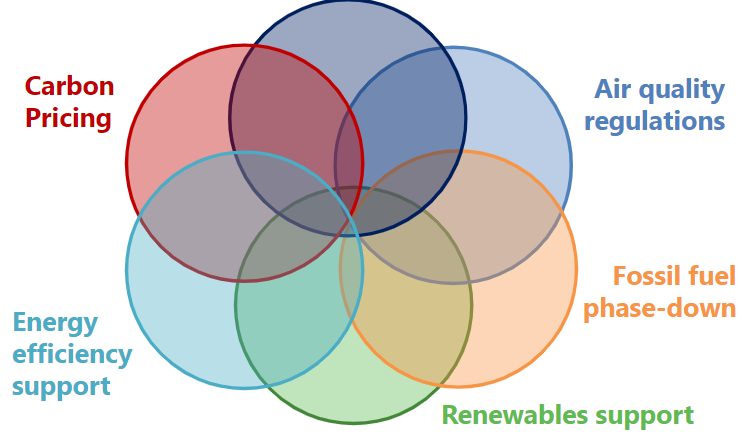 Carbon
Pricing
Air quality
regulations
Fossil fuel
phase-down
Energy
efficiency
support
Renewables support